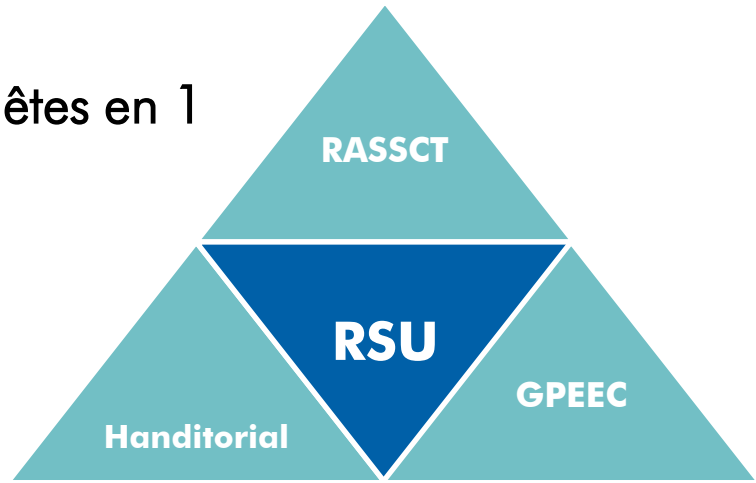 êtes en 1
RASSCT
RSU
GPEEC
Handitorial